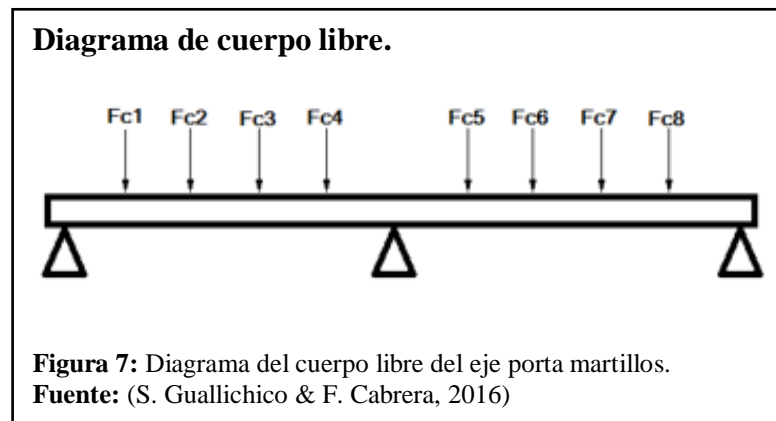 Diagrama de cuerpo libre.
Fc1 Fc2 Fc3 Fc4 Fc5 Fc6 Fc7 Fc8
Figura 7: Diagrama del cuerpo libre del eje porta martillos.
Fuente: (S. Guallichico & F. Cabrera, 2016)